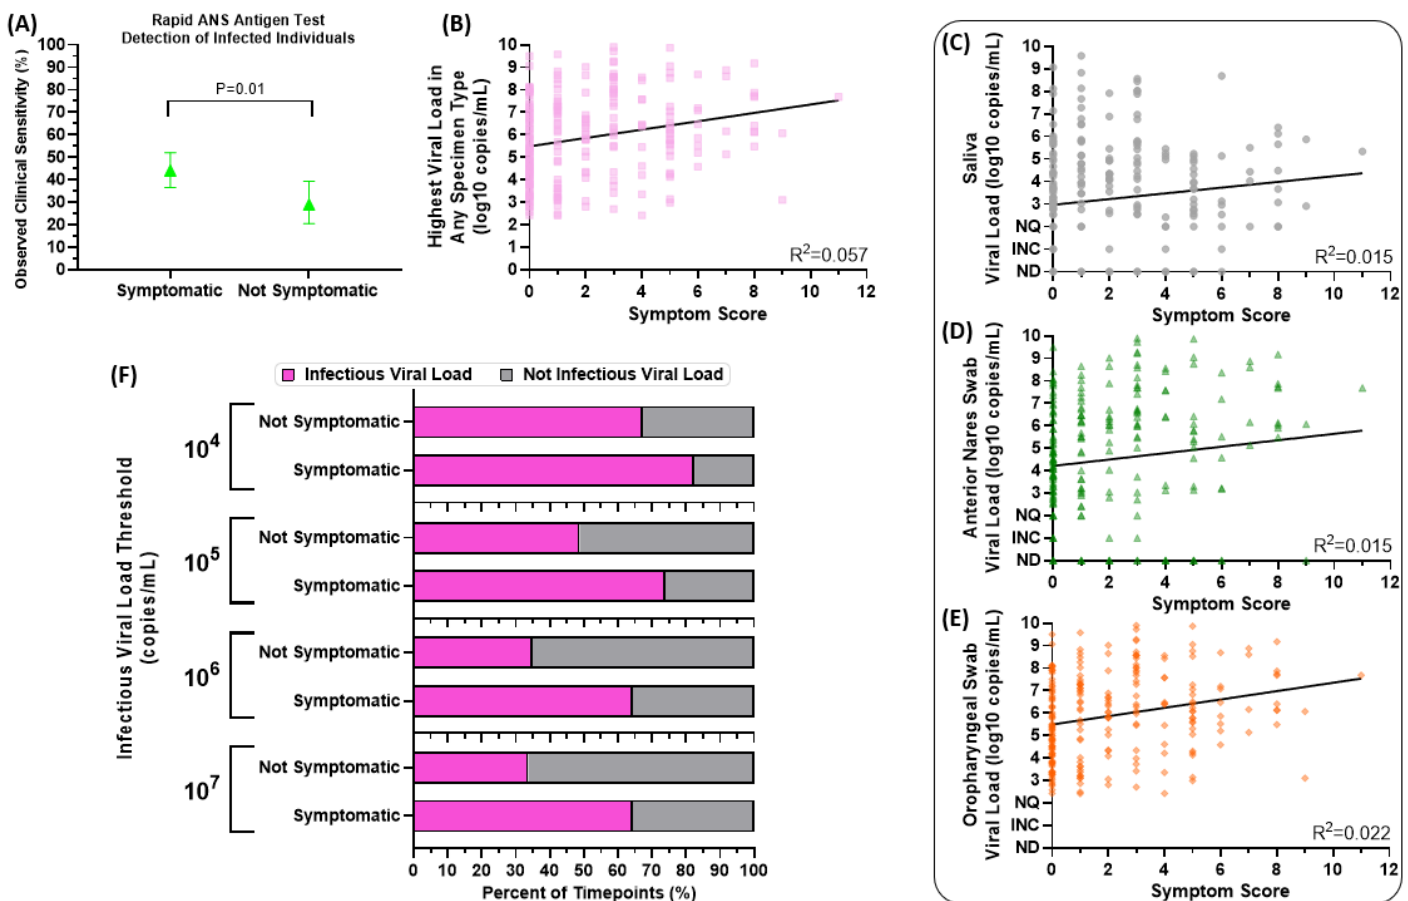 (A)
Rapid ANS Antigen Test
Detection of Infected Individuals
Observed Clinical Sensitivity (%)
100
90
80
70
60
50
40
30
20
10
0
P=0.01
Symptomatic Not Symptomatic
(B)
Highest Viral Load in
Any Specimen Type
(log10 copies/mL)
10
9
8
7
6
5
4
3
2
1
0
R²=0.057
0 2 4 6 8 10 12
Symptom Score
(C)
Saliva
Viral Load (log10 copies/mL)
10
9
8
7
6
5
4
3
NQ
INC
ND
R²=0.015
0 2 4 6 8 10 12
Symptom Score
(D)
Anterior Nares Swab
Viral Load (log10 copies/mL)
10
9
8
7
6
5
4
3
NQ
INC
ND
R²=0.015
0 2 4 6 8 10 12
Symptom Score
(E)
Oropharyngeal Swab
Viral Load (log10 copies/mL)
10
9
8
7
6
5
4
3
NQ
INC
ND
R²=0.022
0 2 4 6 8 10 12
Symptom Score
(F)
Infectious Viral Load Not Infectious Viral Load
Infectious Viral Load Threshold
(copies/mL)
10⁴
Not Symptomatic
Symptomatic
10⁵
Not Symptomatic
Symptomatic
10⁶
Not Symptomatic
Symptomatic
10⁷
Not Symptomatic
Symptomatic
0 10 20 30 40 50 60 70 80 90 100
Percent of Timepoints (%)